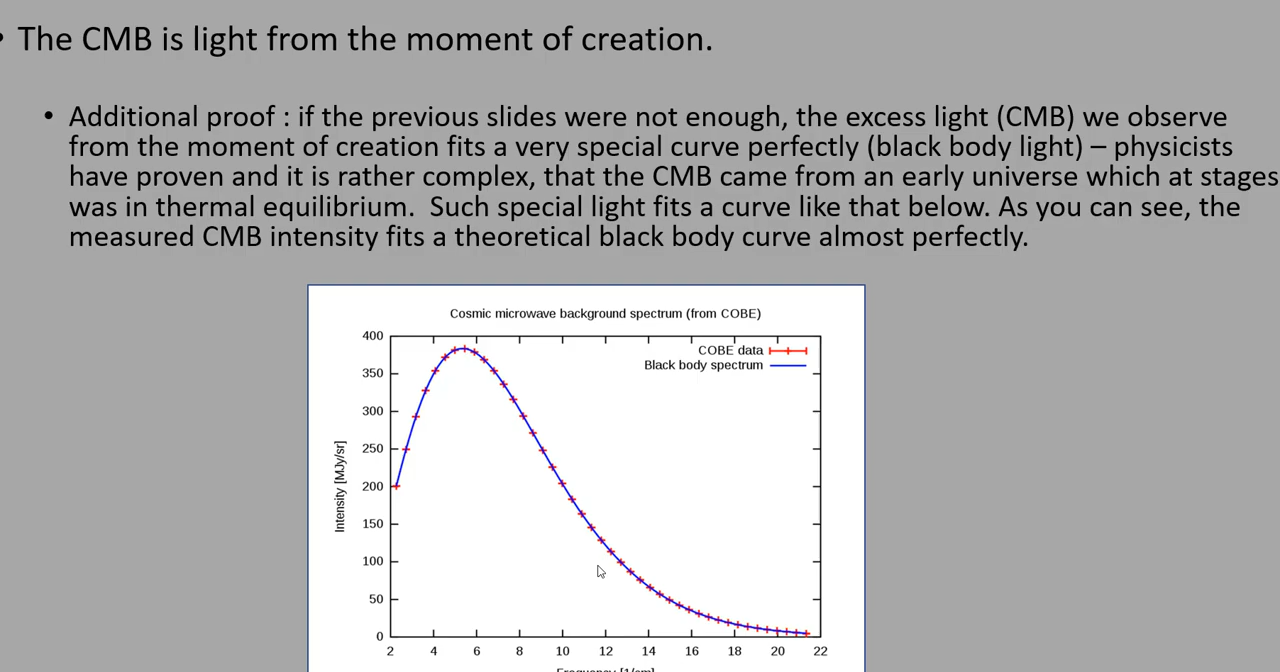 • The CMB is light from the moment of creation.
• Additional proof : if the previous slides were not enough, the excess light (CMB) we observe
from the moment of creation fits a very special curve perfectly (black body light) – physicists
have proven and it is rather complex, that the CMB came from an early universe which at stages
was in thermal equilibrium.  Such special light fits a curve like that below. As you can see, the
measured CMB intensity fits a theoretical black body curve almost perfectly.
Cosmic microwave background spectrum (from COBE)
COBE data
Black body spectrum
400
350
300
250
200
150
100
50
0
Intensity [MJy/sr]
2 4 6 8 10 12 14 16 18 20 22
Frequency [1/cm]